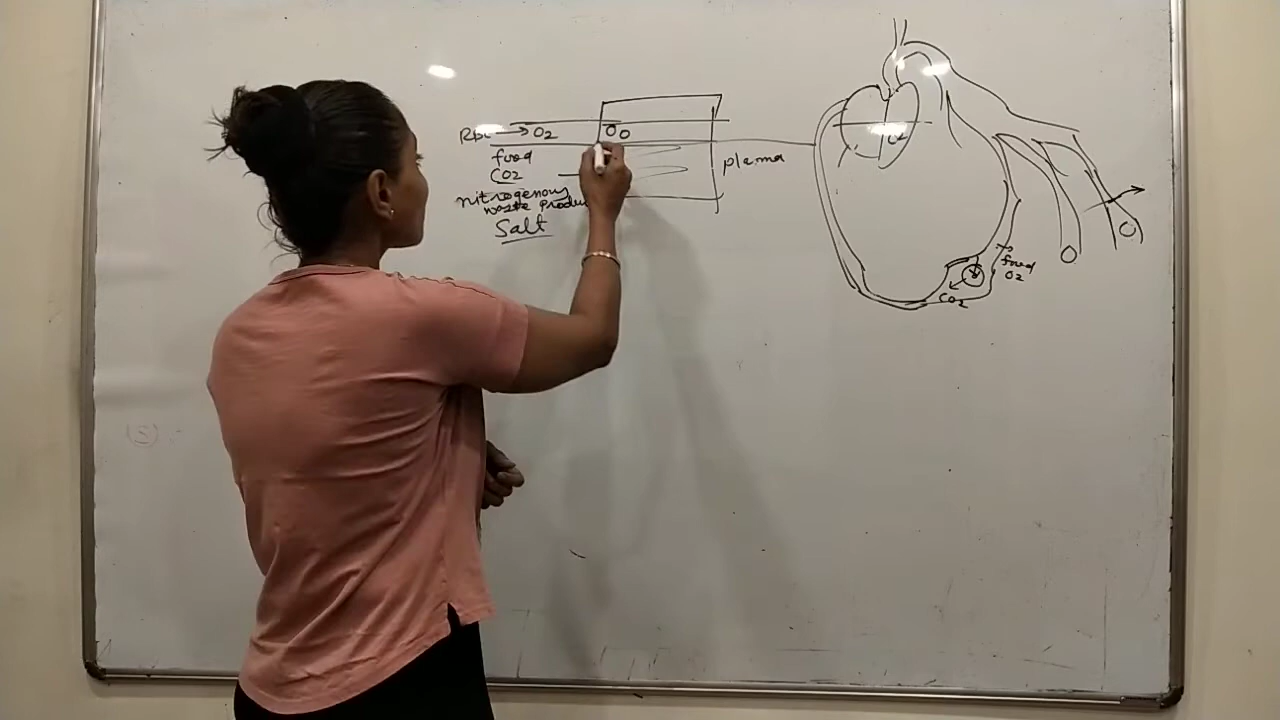 RBC → O2
food
CO2
nitrogenous
waste produ
Salt
plasma
food
O2
CO2